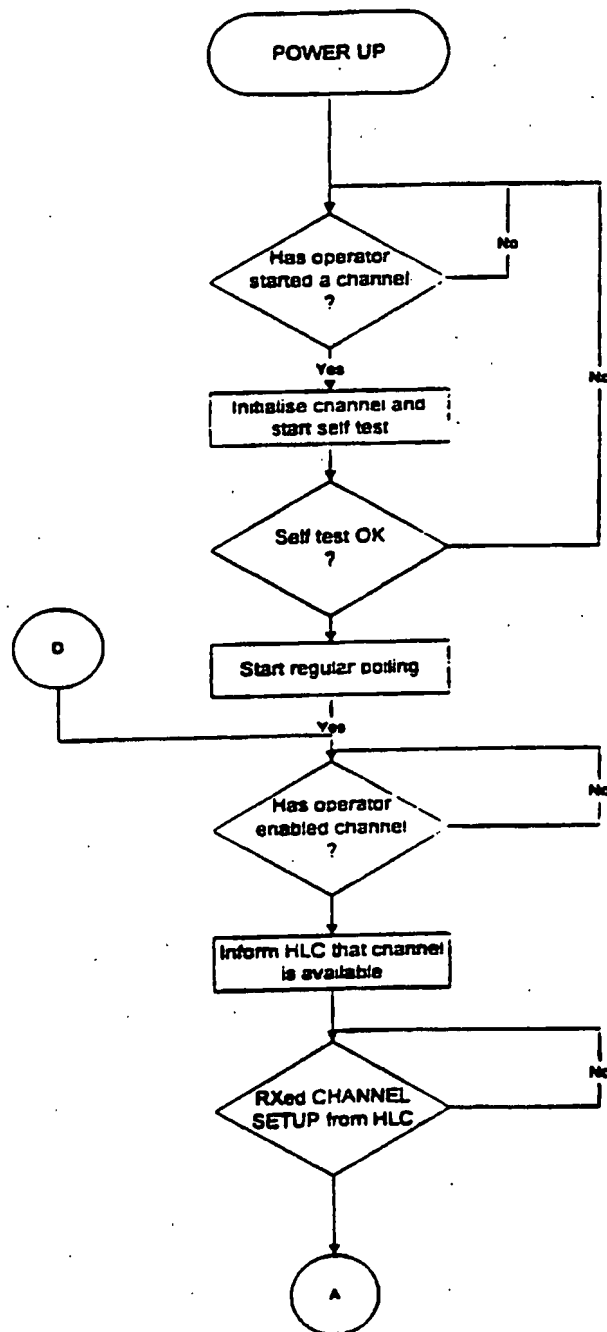 POWER UP
Has operator
started a channel
?
No
Yes
No
Initialise channel and
start self test
Self test OK
?
D
Start regular polling
Yes
Has operator
enabled channel
?
No
Inform HLC that channel
is available
RXed CHANNEL
SETUP from HLC
No
A